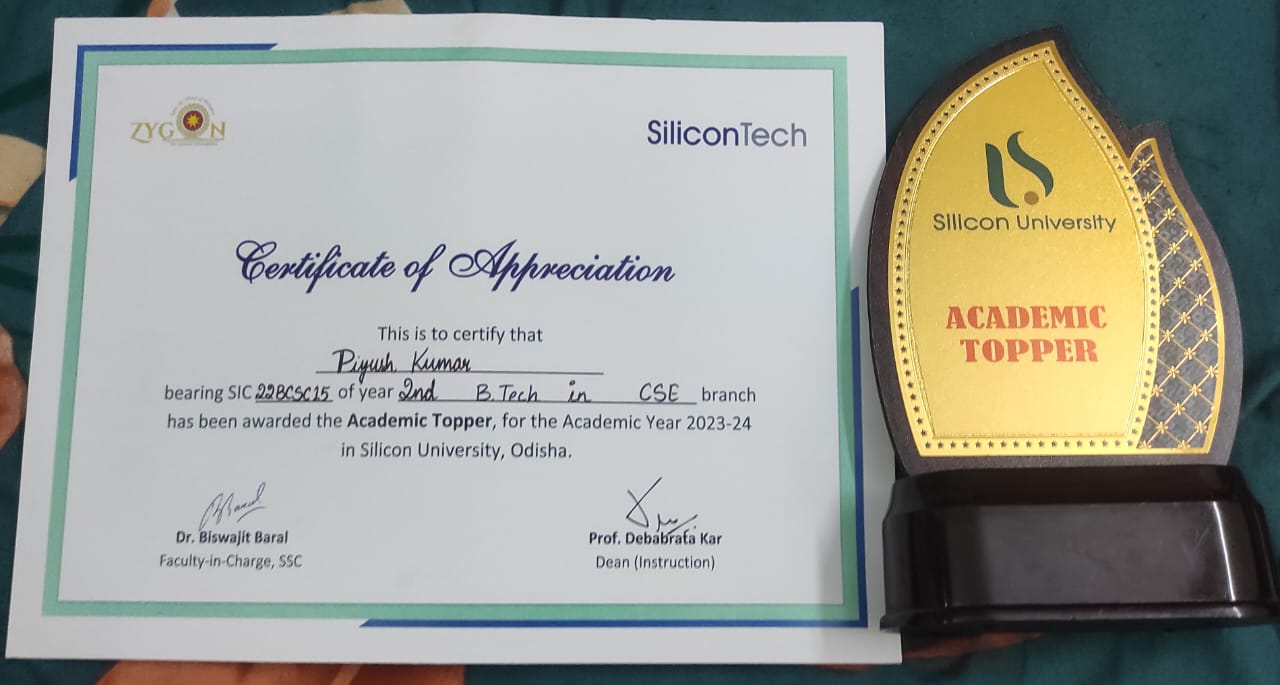 ZYGON
SiliconTech
Certificate of Appreciation
This is to certify that
Piyush Kumar
bearing SIC 22BCSC15 of year 2nd B.Tech in CSE branch
has been awarded the Academic Topper, for the Academic Year 2023-24
in Silicon University, Odisha.
Dr. Biswajit Baral
Faculty-in-Charge, SSC
Prof. Debabrata Kar
Dean (Instruction)
Silicon University
ACADEMIC
TOPPER